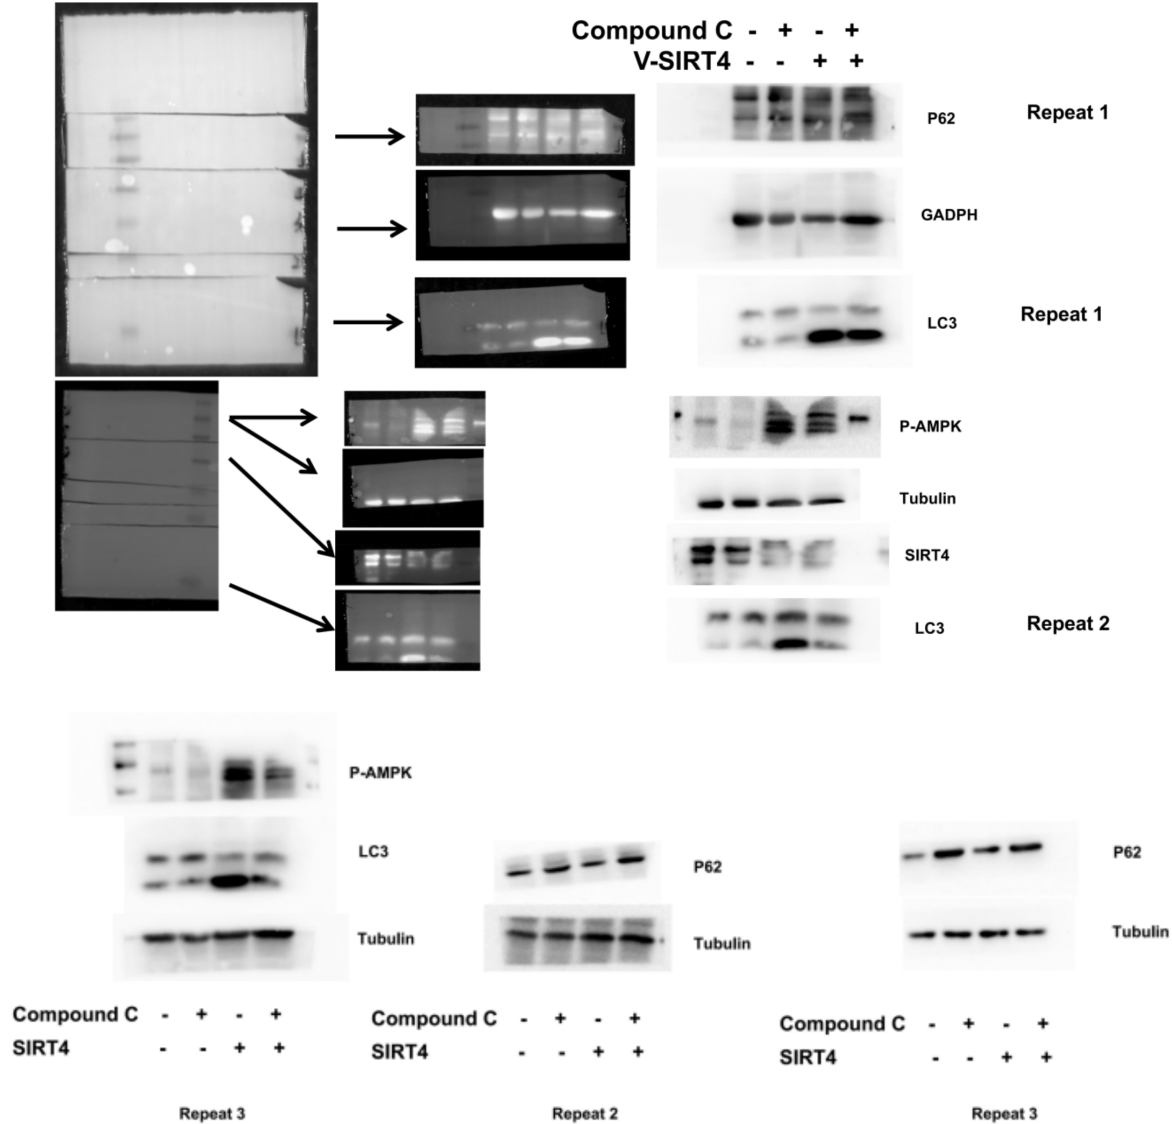 Compound C - + - +
V-SIRT4 - - + +
P62 Repeat 1
GADPH
LC3 Repeat 1
P-AMPK
Tubulin
SIRT4
LC3 Repeat 2
P-AMPK
LC3
Tubulin
Compound C - + - +
SIRT4 - - + +
Repeat 3
P62
Tubulin
Compound C - + - +
SIRT4 - - + +
Repeat 2
P62
Tubulin
Compound C - + - +
SIRT4 - - + +
Repeat 3